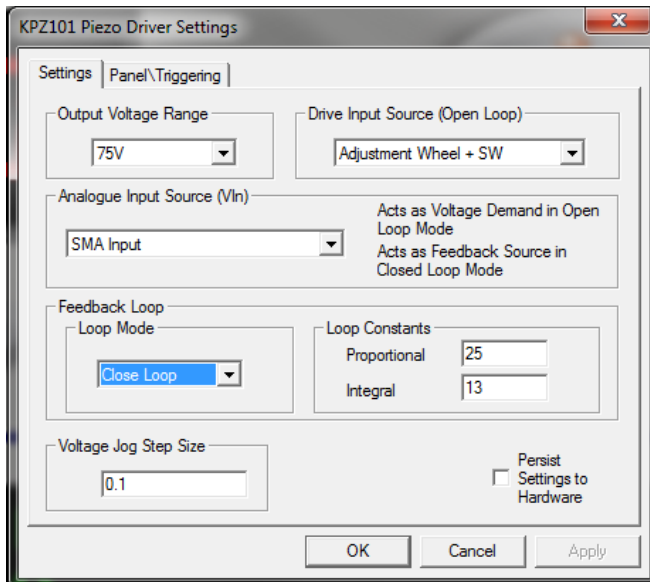 KPZ101 Piezo Driver Settings
Settings
Panel\Triggering
Output Voltage Range
75V
Drive Input Source (Open Loop)
Adjustment Wheel + SW
Analogue Input Source (VIn)
SMA Input
Acts as Voltage Demand in Open
Loop Mode
Acts as Feedback Source in
Closed Loop Mode
Feedback Loop
Loop Mode
Close Loop
Loop Constants
Proportional
25
Integral
13
Voltage Jog Step Size
0.1
Persist
Settings to
Hardware
OK
Cancel
Apply